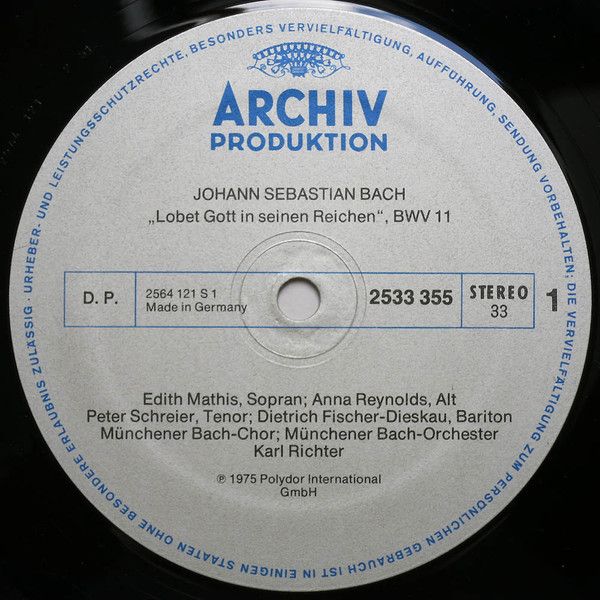 URHEBER- UND LEISTUNGSSCHUTZRECHTE, BESONDERS VERVIELFÄLTIGUNG, AUFFÜHRUNG, SENDUNG VORBEHALTEN; DIE VERVIELFÄLTIGUNG ZUM PERSÖNLICHEN GEBRAUCH IST IN EINIGEN STAATEN OHNE BESONDERE ERLAUBNIS ZULÄSSIG ·
ARCHIV
PRODUKTION
JOHANN SEBASTIAN BACH
„Lobet Gott in seinen Reichen“, BWV 11
D. P.
2564 121 S 1
Made in Germany
2533 355
STEREO
33
1
Edith Mathis, Sopran; Anna Reynolds, Alt
Peter Schreier, Tenor; Dietrich Fischer-Dieskau, Bariton
Münchener Bach-Chor; Münchener Bach-Orchester
Karl Richter
℗ 1975 Polydor International
GmbH